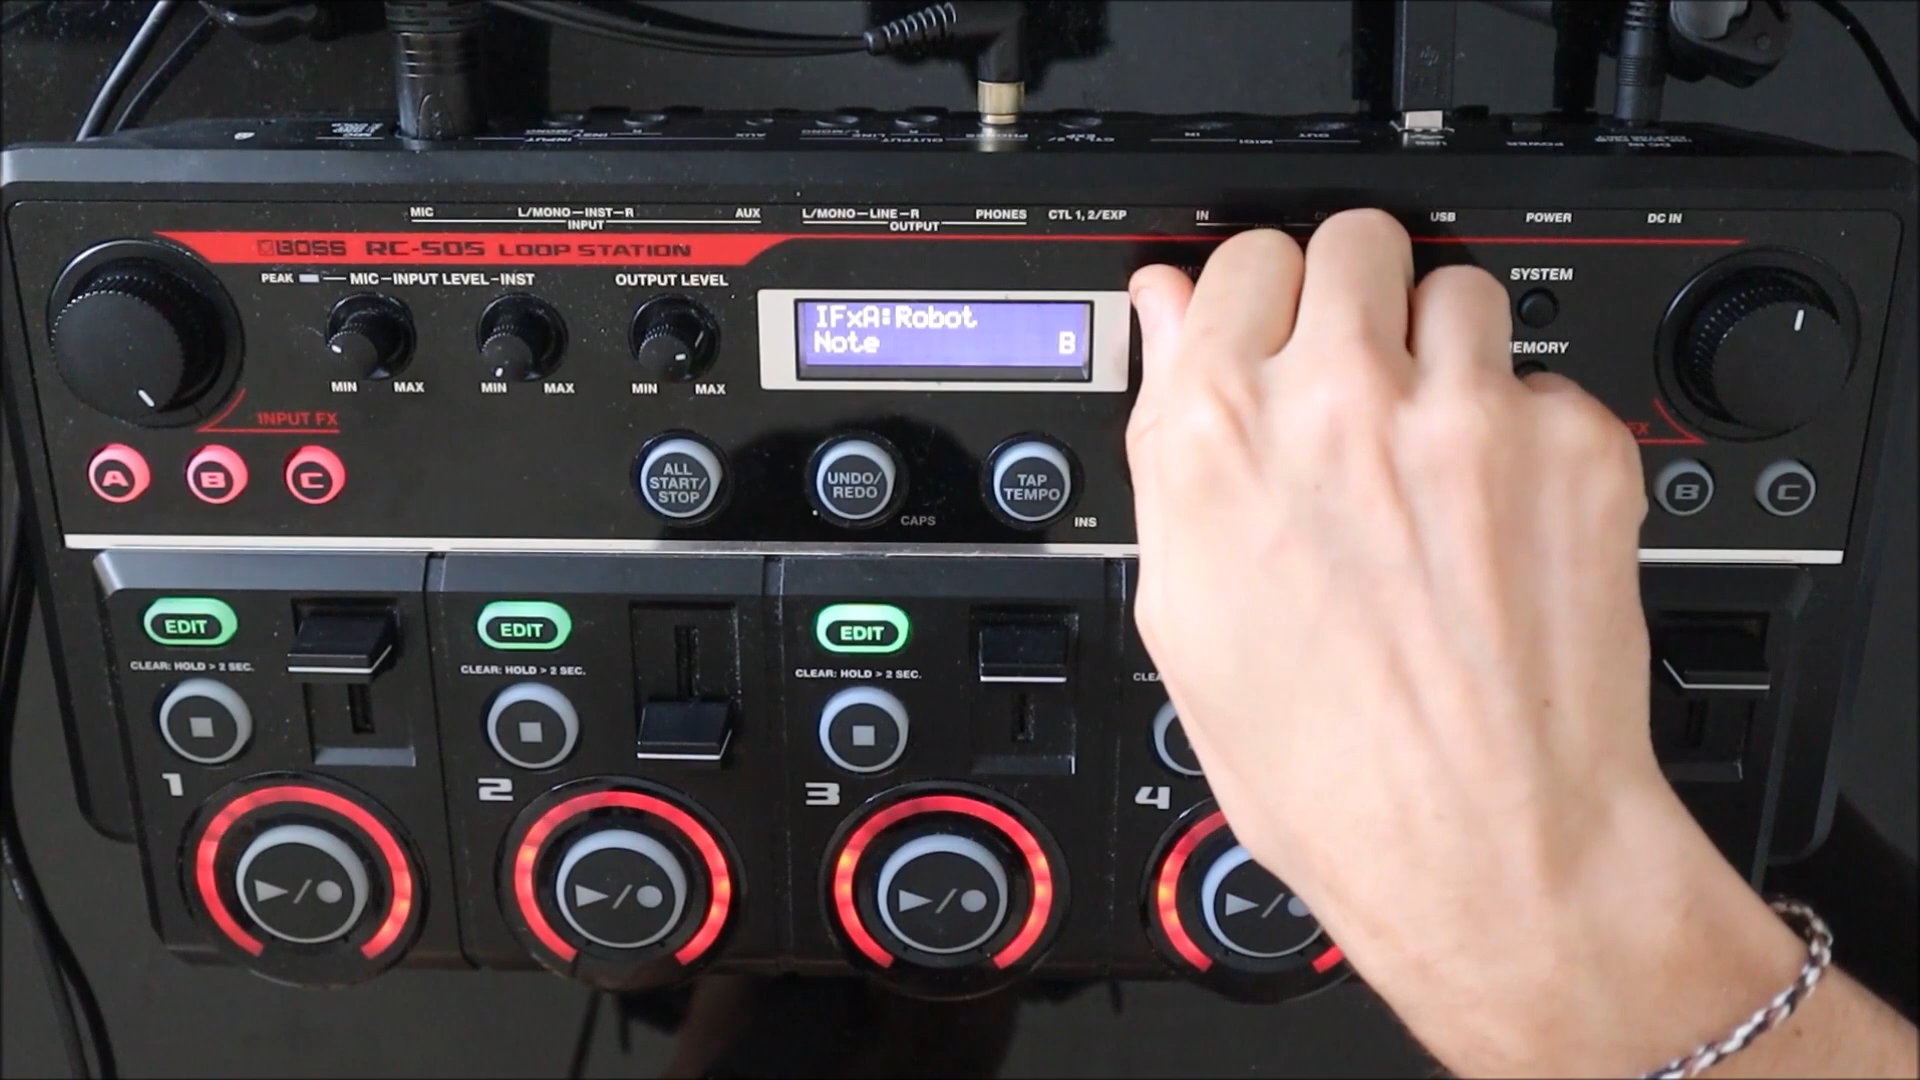 MIC L/MONO—INST—R AUX L/MONO—LINE—R PHONES CTL 1, 2/EXP IN USB POWER DC IN
INPUT OUTPUT
BOSS RC-505 LOOP STATION
PEAK MIC—INPUT LEVEL—INST OUTPUT LEVEL SYSTEM
IFxA:Robot
Note B
EMORY
MIN MAX MIN MAX MIN MAX
INPUT FX FX
A B C ALL START/STOP UNDO/REDO TAP TEMPO B C
CAPS INS
EDIT EDIT EDIT
CLEAR: HOLD > 2 SEC. CLEAR: HOLD > 2 SEC. CLEAR: HOLD > 2 SEC. CLE
1 2 3 4